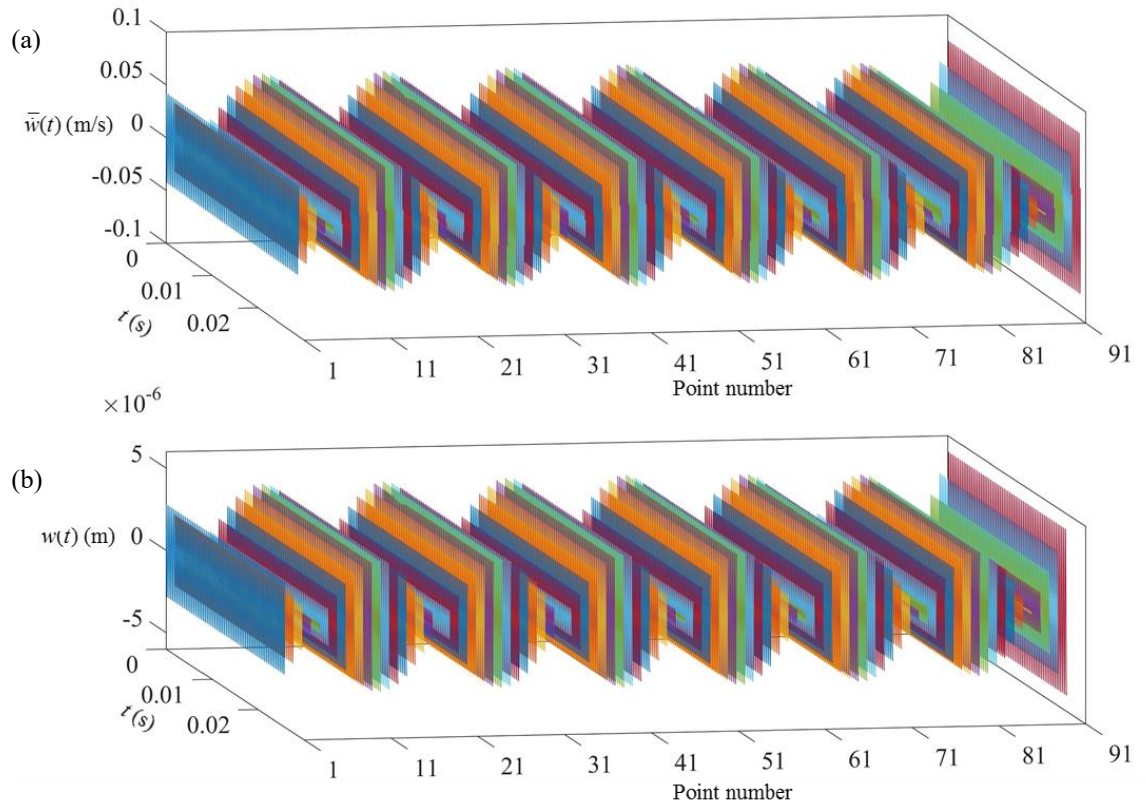 (a)
0.1
0.05
w̅(t) (m/s)
0
-0.05
-0.1
0
0.01
0.02
t (s)
1 11 21 31 41 51 61 71 81 91
Point number
×10⁻⁶
(b)
5
w(t) (m)
0
-5
0
0.01
0.02
t (s)
1 11 21 31 41 51 61 71 81 91
Point number